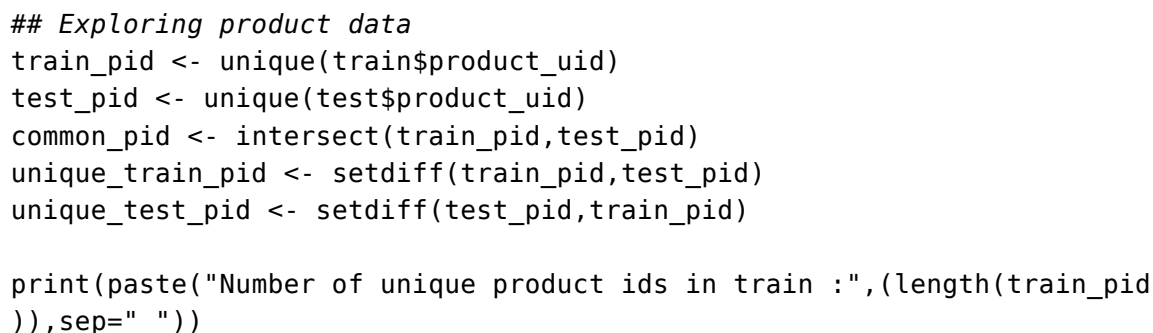 ## Exploring product data
train_pid <- unique(train$product_uid)
test_pid <- unique(test$product_uid)
common_pid <- intersect(train_pid,test_pid)
unique_train_pid <- setdiff(train_pid,test_pid)
unique_test_pid <- setdiff(test_pid,train_pid)

print(paste("Number of unique product ids in train :",(length(train_pid
)),sep=" "))